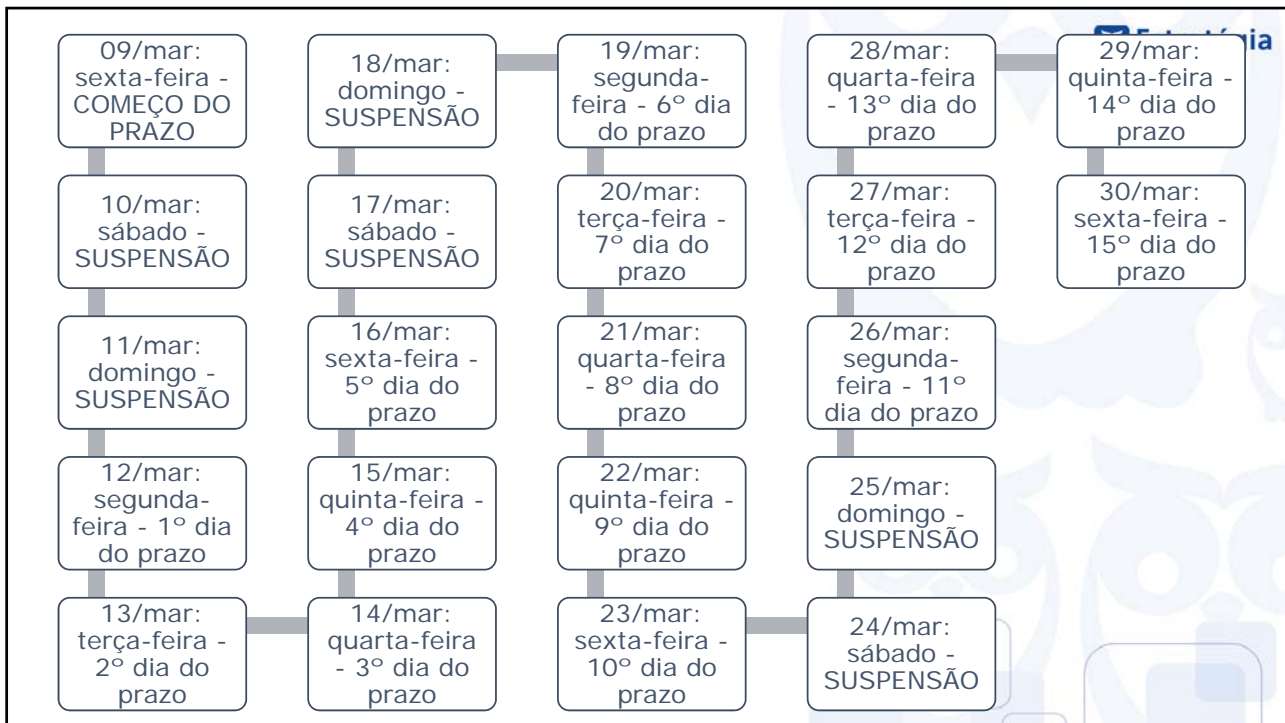 09/mar:
sexta-feira -
COMEÇO DO
PRAZO
10/mar:
sábado -
SUSPENSÃO
11/mar:
domingo -
SUSPENSÃO
12/mar:
segunda-
feira - 1º dia
do prazo
13/mar:
terça-feira -
2º dia do
prazo
14/mar:
quarta-feira
- 3º dia do
prazo
15/mar:
quinta-feira -
4º dia do
prazo
16/mar:
sexta-feira -
5º dia do
prazo
17/mar:
sábado -
SUSPENSÃO
18/mar:
domingo -
SUSPENSÃO
19/mar:
segunda-
feira - 6º dia
do prazo
20/mar:
terça-feira -
7º dia do
prazo
21/mar:
quarta-feira
- 8º dia do
prazo
22/mar:
quinta-feira -
9º dia do
prazo
23/mar:
sexta-feira -
10º dia do
prazo
24/mar:
sábado -
SUSPENSÃO
25/mar:
domingo -
SUSPENSÃO
26/mar:
segunda-
feira - 11º
dia do prazo
27/mar:
terça-feira -
12º dia do
prazo
28/mar:
quarta-feira
- 13º dia do
prazo
29/mar:
quinta-feira -
14º dia do
prazo
30/mar:
sexta-feira -
15º dia do
prazo